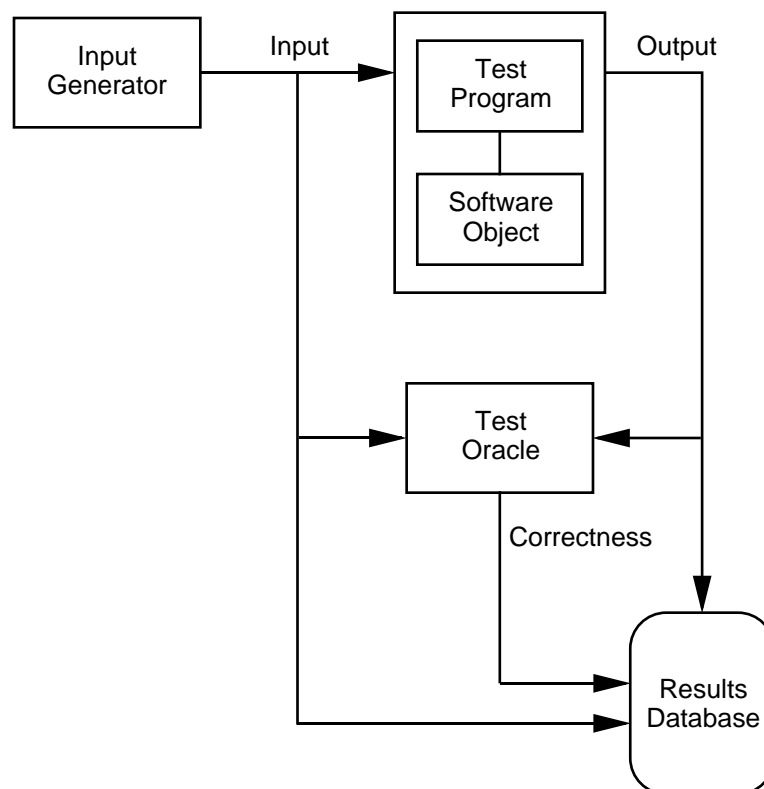 Input
Generator
Input
Test
Program
Software
Object
Output
Test
Oracle
Correctness
Results
Database